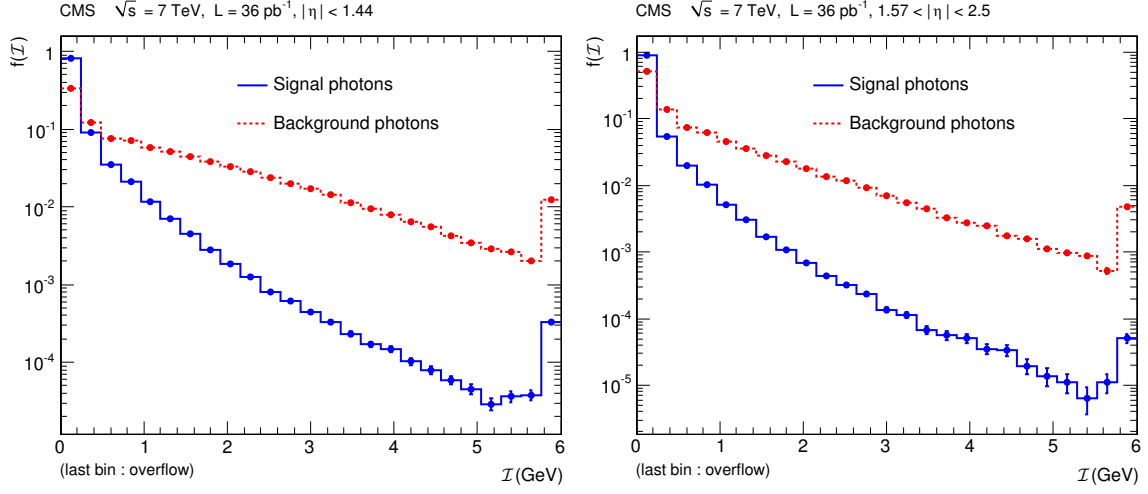 CMS √s = 7 TeV, L = 36 pb⁻¹, |η| < 1.44
f(ℐ)
1
10⁻¹
10⁻²
10⁻³
10⁻⁴
Signal photons
Background photons
0 1 2 3 4 5 6
(last bin : overflow) ℐ(GeV)
CMS √s = 7 TeV, L = 36 pb⁻¹, 1.57 < |η| < 2.5
f(ℐ)
1
10⁻¹
10⁻²
10⁻³
10⁻⁴
10⁻⁵
Signal photons
Background photons
0 1 2 3 4 5 6
(last bin : overflow) ℐ(GeV)